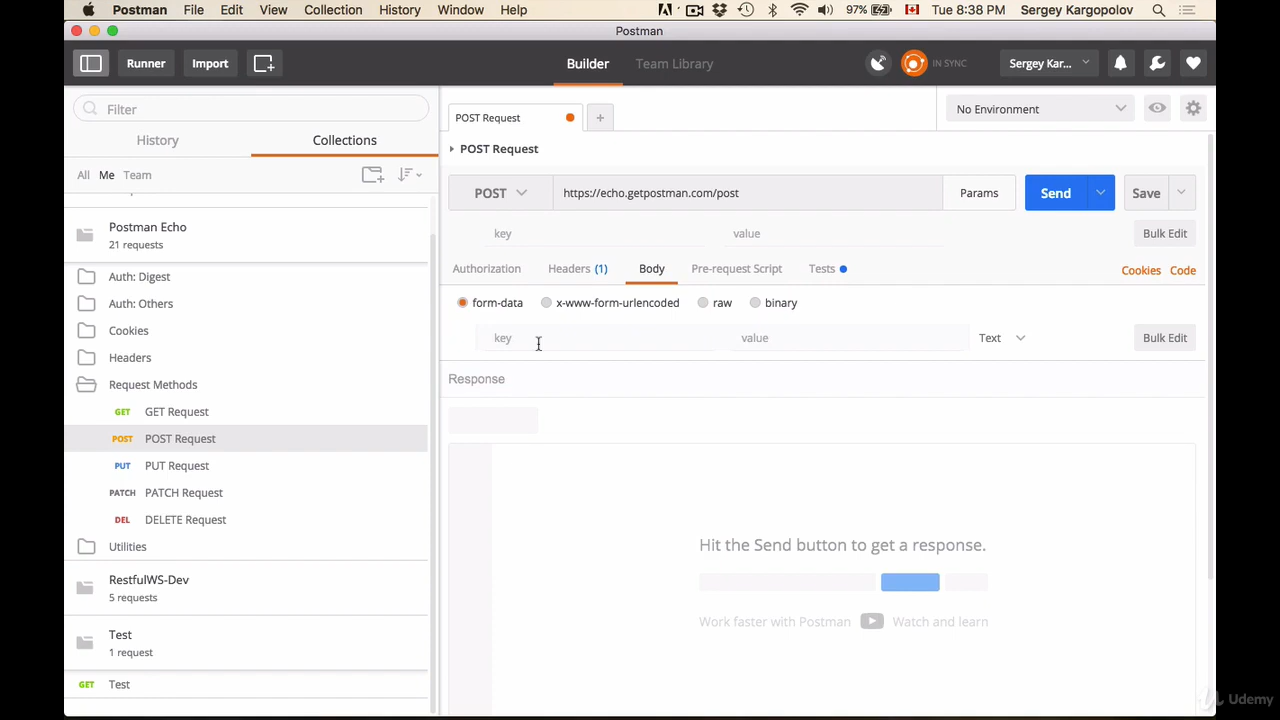 Postman File Edit View Collection History Window Help 97% Tue 8:38 PM Sergey Kargopolov
Postman
Runner Import Builder Team Library IN SYNC Sergey Kar...
Filter
History Collections
All Me Team
Postman Echo
21 requests
Auth: Digest
Auth: Others
Cookies
Headers
Request Methods
GET GET Request
POST POST Request
PUT PUT Request
PATCH PATCH Request
DEL DELETE Request
Utilities
RestfulWS-Dev
5 requests
Test
1 request
GET Test
POST Request + No Environment
POST Request
POST https://echo.getpostman.com/post Params Send Save
key value Bulk Edit
Authorization Headers (1) Body Pre-request Script Tests Cookies Code
form-data x-www-form-urlencoded raw binary
key value Text Bulk Edit
Response
Hit the Send button to get a response.
Work faster with Postman Watch and learn
Udemy